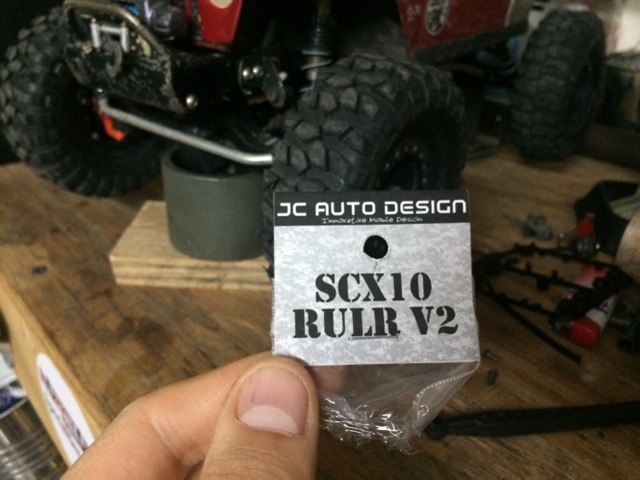 JC AUTO DESIGN
Innovative Mobile Design
SCX10
RULR V2